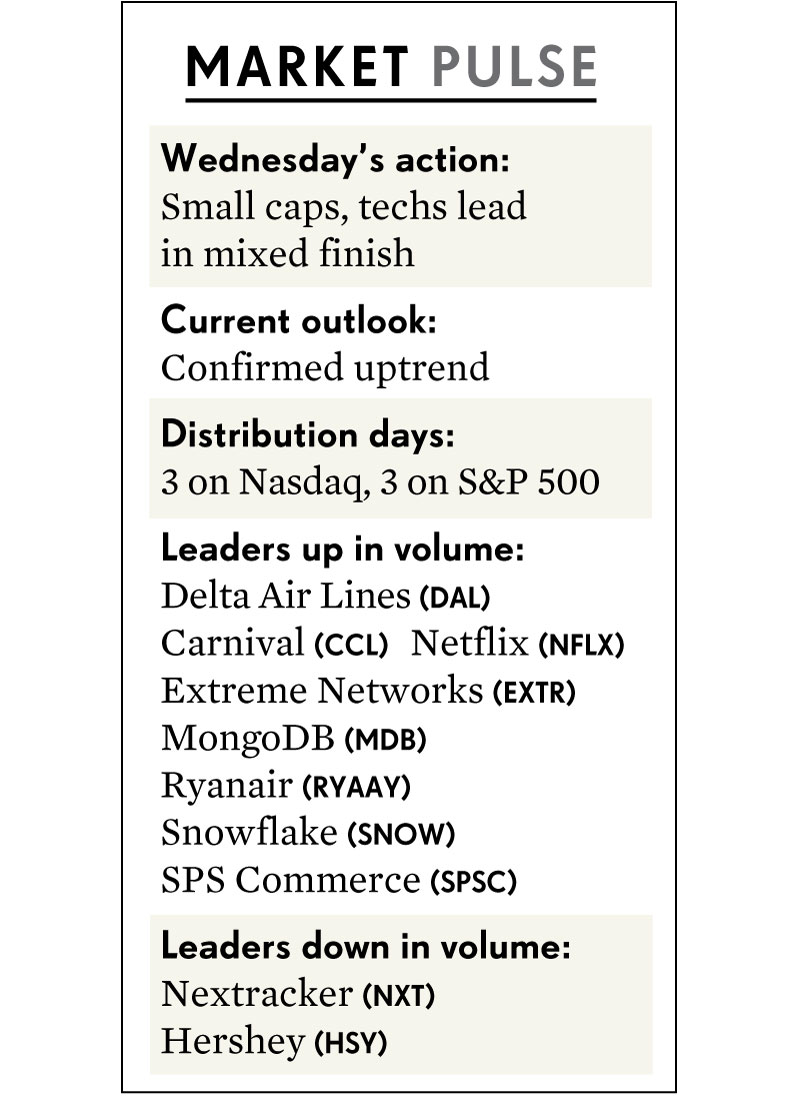 MARKET PULSE
Wednesday’s action:
Small caps, techs lead
in mixed finish
Current outlook:
Confirmed uptrend
Distribution days:
3 on Nasdaq, 3 on S&P 500
Leaders up in volume:
Delta Air Lines (DAL)
Carnival (CCL) Netflix (NFLX)
Extreme Networks (EXTR)
MongoDB (MDB)
Ryanair (RYAAY)
Snowflake (SNOW)
SPS Commerce (SPSC)
Leaders down in volume:
Nextracker (NXT)
Hershey (HSY)